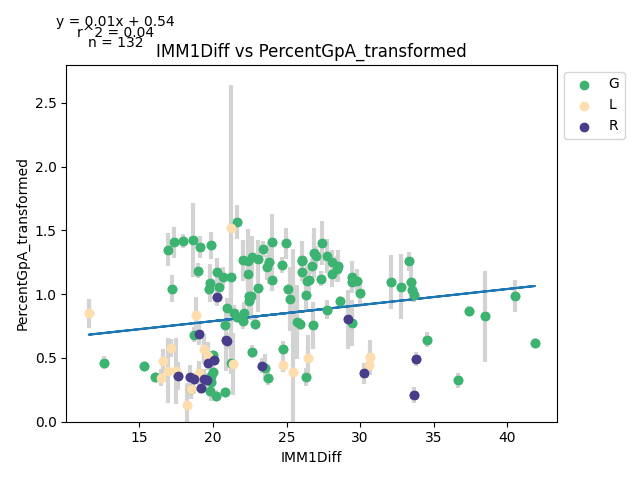 y = 0.01x + 0.54
r^2 = 0.04
n = 132
IMM1Diff vs PercentGpA_transformed
PercentGpA_transformed
2.5
2.0
1.5
1.0
0.5
0.0
15
20
25
30
35
40
IMM1Diff
G
L
R